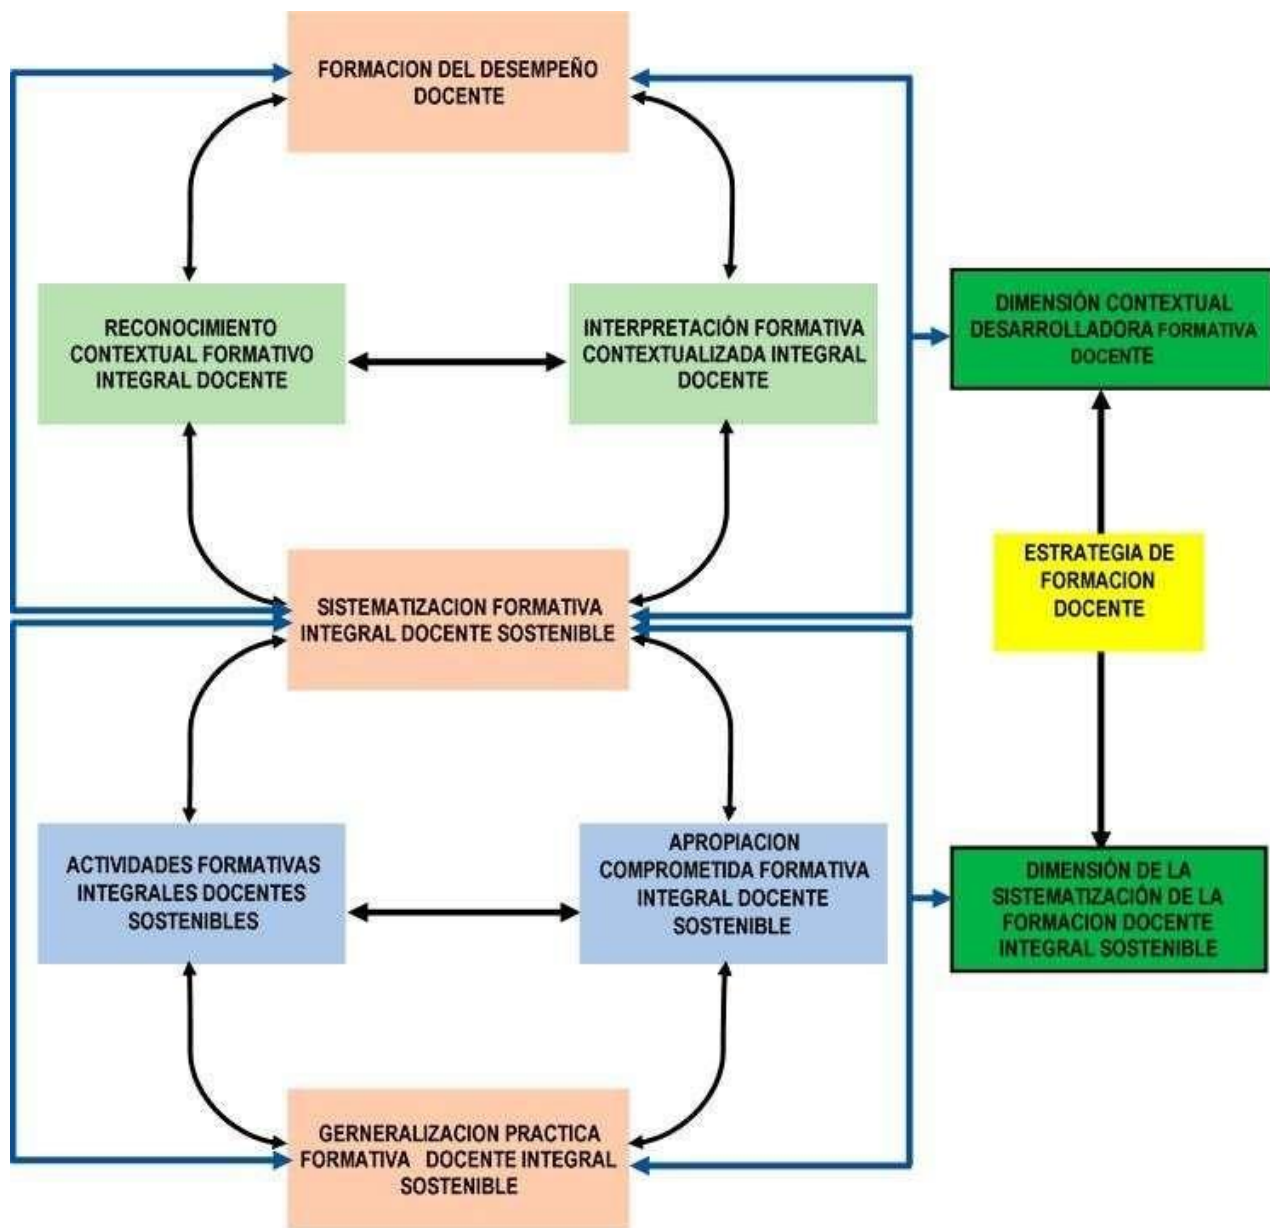 FORMACION DEL DESEMPEÑO
DOCENTE
RECONOCIMIENTO
CONTEXTUAL FORMATIVO
INTEGRAL DOCENTE
INTERPRETACIÓN FORMATIVA
CONTEXTUALIZADA INTEGRAL
DOCENTE
DIMENSIÓN CONTEXTUAL
DESARROLLADORA FORMATIVA
DOCENTE
ESTRATEGIA DE
FORMACION
DOCENTE
SISTEMATIZACION FORMATIVA
INTEGRAL DOCENTE SOSTENIBLE
ACTIVIDADES FORMATIVAS
INTEGRALES DOCENTES
SOSTENIBLES
APROPIACION
COMPROMETIDA FORMATIVA
INTEGRAL DOCENTE
SOSTENIBLE
DIMENSIÓN DE LA
SISTEMATIZACIÓN DE LA
FORMACION DOCENTE
INTEGRAL SOSTENIBLE
GERNERALIZACION PRACTICA
FORMATIVA DOCENTE INTEGRAL
SOSTENIBLE